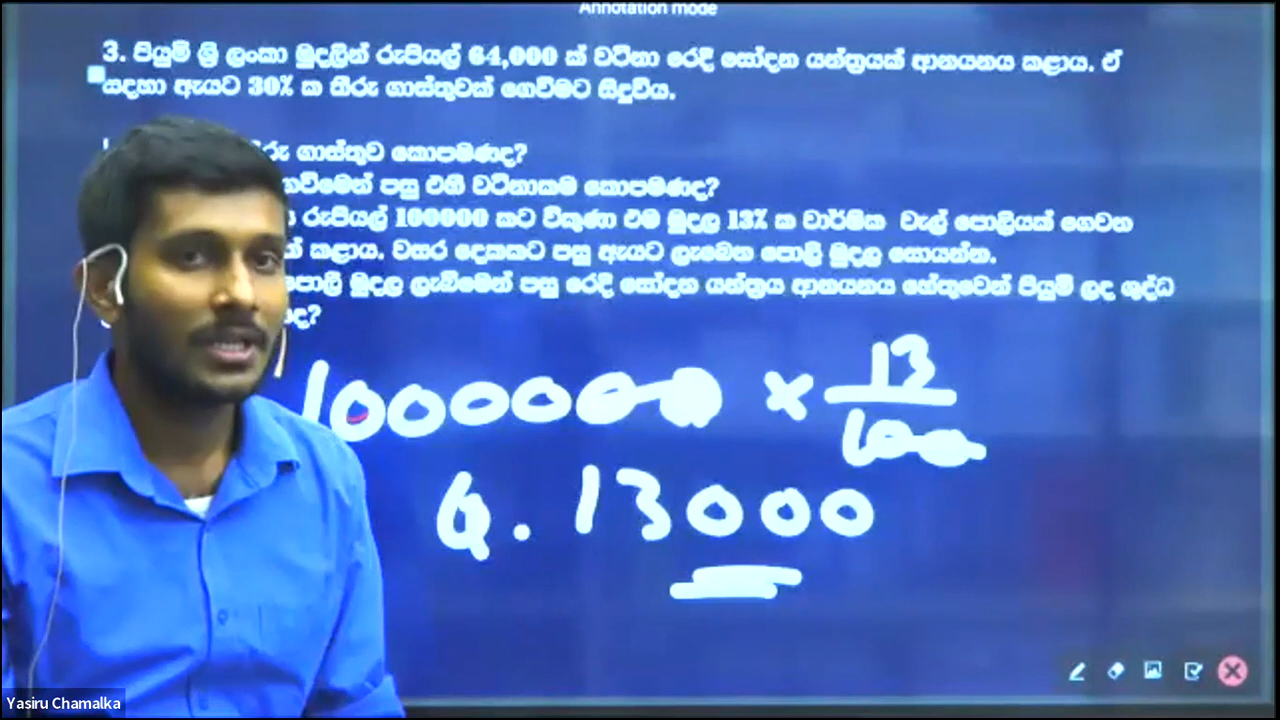 Annotation mode
3. පියුමි ශ්‍රී ලංකා මුදලින් රුපියල් 64,000 ක් වටිනා රෙදි සෝදන යන්ත්‍රයක් ආනයනය කළාය. ඒ
සඳහා ඇයට 30% ක තීරු ගාස්තුවක් ගෙවීමට සිදුවිය.
ගාස්තුව කොපමණද?
පසු එහි වටිනාකම කොපමණද?
රුපියල් 100000 කට විකුණා එම මුදල 13% ක වාර්ෂික වැල් පොලියක් ගෙවන
කළාය. වසර දෙකකට පසු ඇයට ලැබෙන පොලී මුදල සොයන්න.
පොලී මුදල ලැබීමෙන් පසු රෙදි සෝදන යන්ත්‍රය ආනයනය හේතුවෙන් පියුමි ලද ශුද්ධ
× 13
100
රු. 13000
Yasiru Chamalka